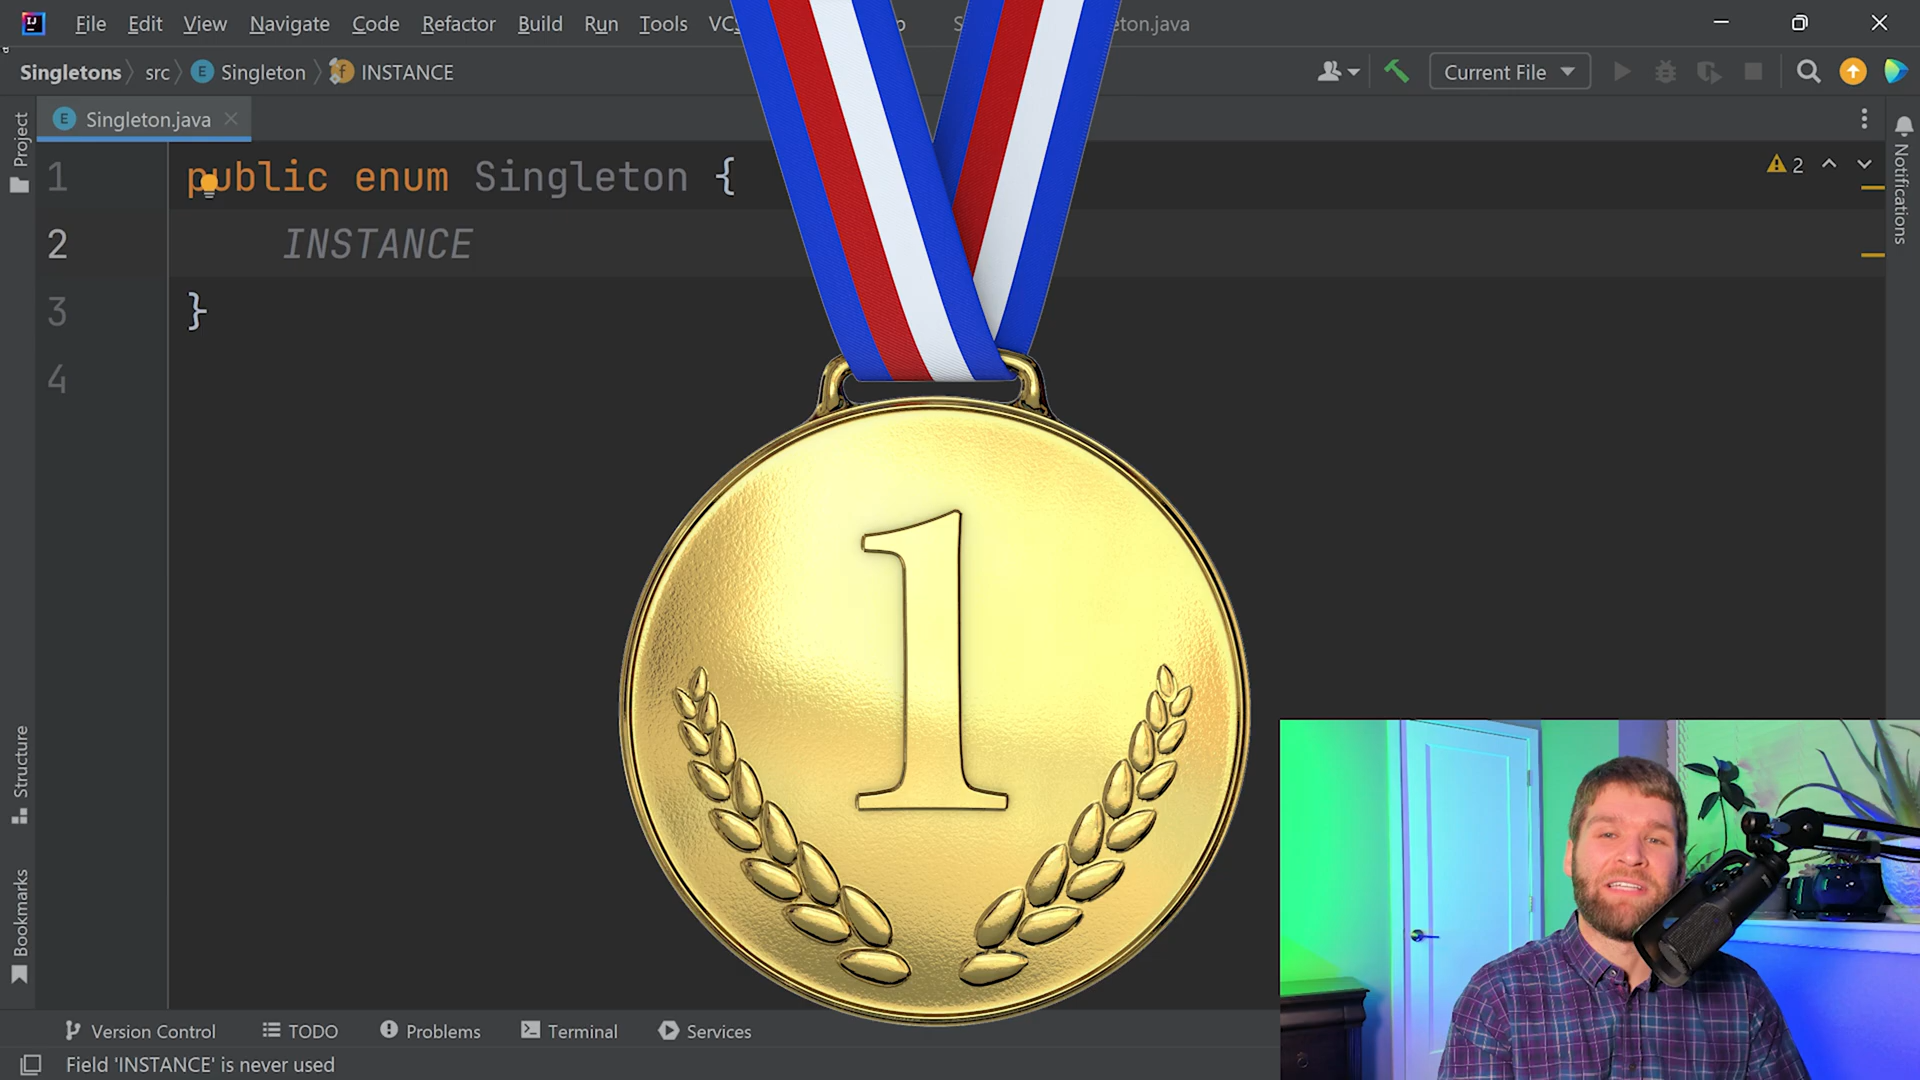 File Edit View Navigate Code Refactor Build Run Tools
ton.java
Singletons src E Singleton f INSTANCE
Current File
E Singleton.java
Project
Notifications
1 public enum Singleton {
2
2 INSTANCE
3 }
4
1
Structure
Bookmarks
Version Control TODO Problems Terminal Services
Field 'INSTANCE' is never used